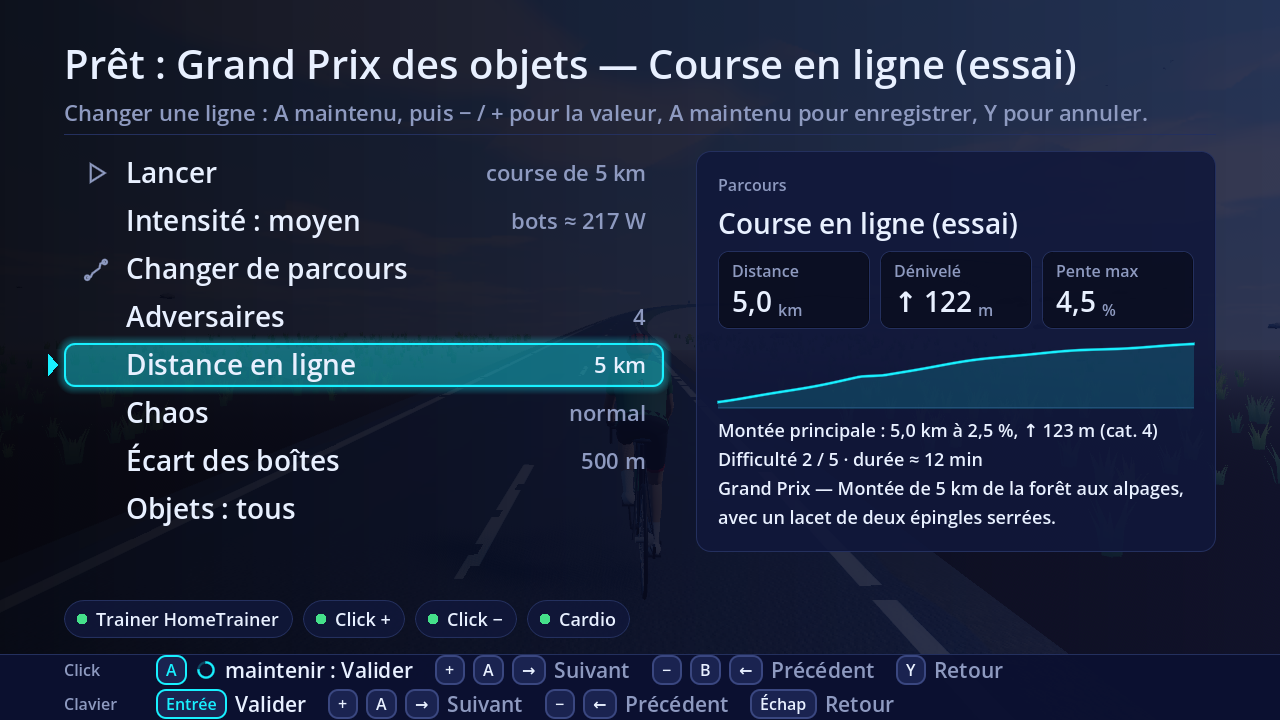 Prêt : Grand Prix des objets — Course en ligne (essai)
Changer une ligne : A maintenu, puis − / + pour la valeur, A maintenu pour enregistrer, Y pour annuler.
Lancer course de 5 km
Intensité : moyen bots ≈ 217 W
Changer de parcours
Adversaires 4
Distance en ligne 5 km
Chaos normal
Écart des boîtes 500 m
Objets : tous
Parcours
Course en ligne (essai)
Distance Dénivelé Pente max
5,0 km ↑ 122 m 4,5 %
Montée principale : 5,0 km à 2,5 %, ↑ 123 m (cat. 4)
Difficulté 2 / 5 · durée ≈ 12 min
Grand Prix — Montée de 5 km de la forêt aux alpages,
avec un lacet de deux épingles serrées.
Trainer HomeTrainer Click + Click − Cardio
Click A maintenir : Valider + A → Suivant − B ← Précédent Y Retour
Clavier Entrée Valider + A → Suivant − ← Précédent Échap Retour